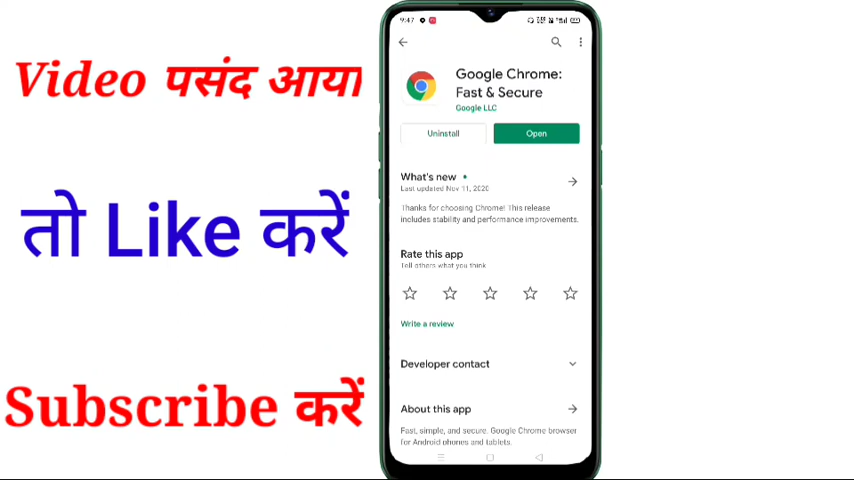 Video पसंद आया
तो Like करें
Subscribe करें
9:47
Google Chrome:
Fast & Secure
Google LLC
Uninstall
Open
What's new
Last updated Nov 11, 2020
Thanks for choosing Chrome! This release
includes stability and performance improvements.
Rate this app
Tell others what you think
Write a review
Developer contact
About this app
Fast, simple, and secure. Google Chrome browser
for Android phones and tablets.